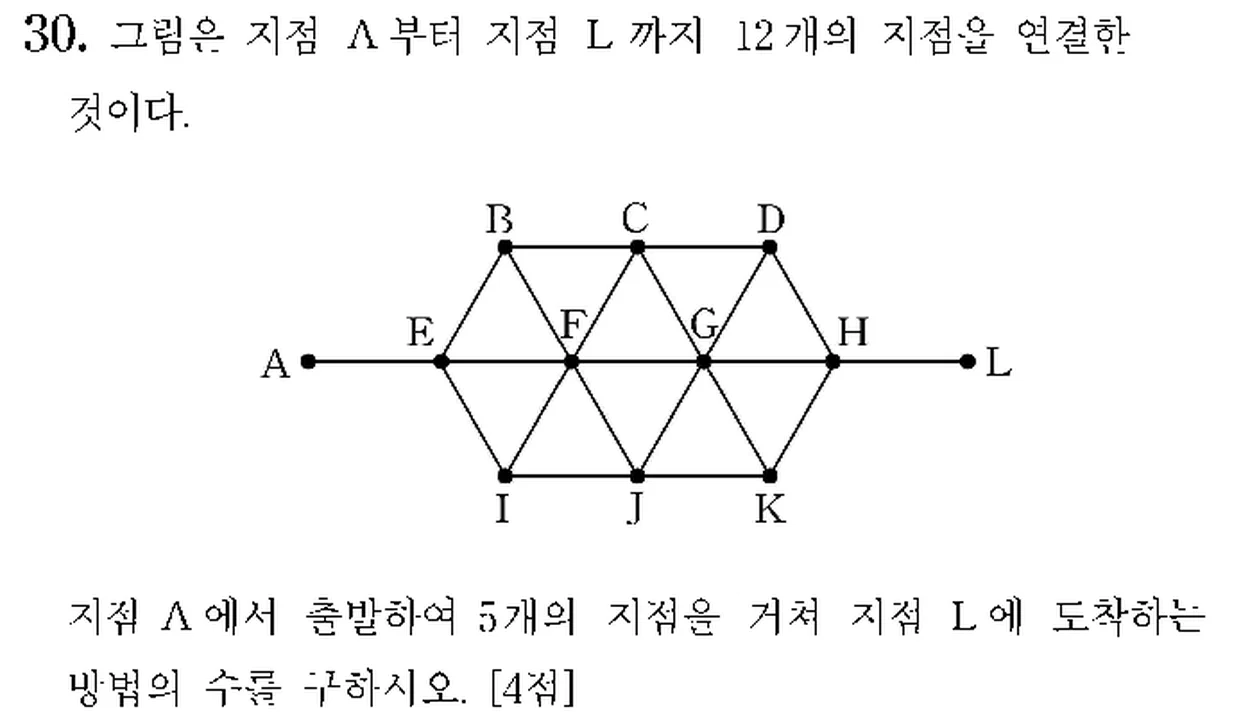 30. 그림은 지점 A부터 지점 L까지 12개의 지점을 연결한
것이다.
B C D
E F G H
A L
I J K
지점 A에서 출발하여 5개의 지점을 거쳐 지점 L에 도착하는
방법의 수를 구하시오. [4점]